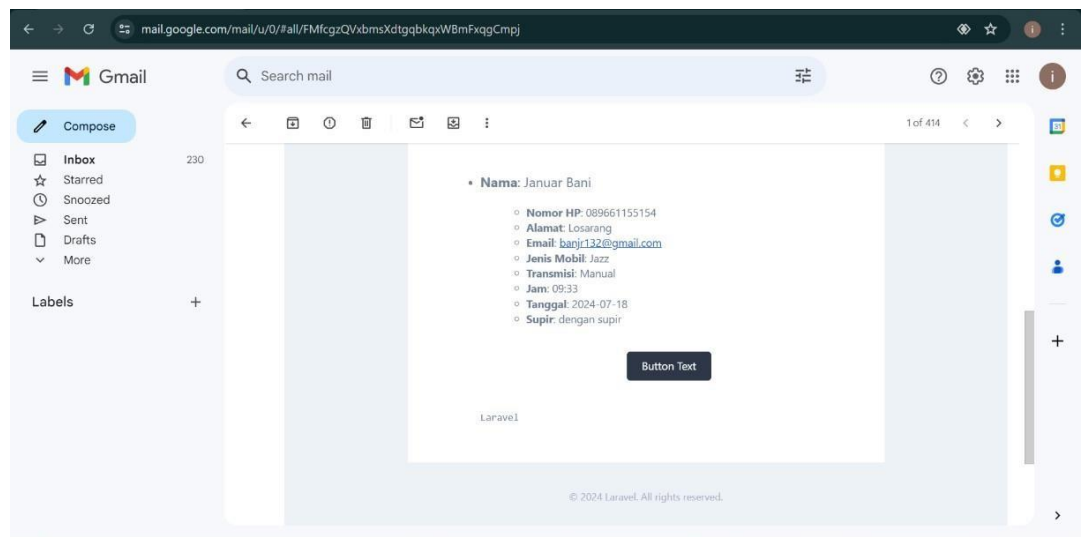 mail.google.com/mail/u/0/#all/FMfcgzQVxbmsXdtgqbkqxWBmFxqgCmpj
Gmail
Search mail
i
Compose
1 of 414
31
Inbox 230
Starred
Snoozed
Sent
Drafts
More
Labels
Nama: Januar Bani
Nomor HP: 089661155154
Alamat: Losarang
Email: banjr132@gmail.com
Jenis Mobil: Jazz
Transmisi: Manual
Jam: 09:33
Tanggal: 2024-07-18
Supir: dengan supir
Button Text
Laravel
© 2024 Laravel. All rights reserved.